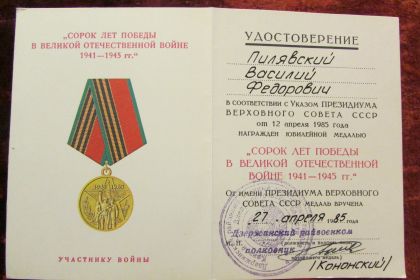 „СОРОК ЛЕТ ПОБЕДЫ
В ВЕЛИКОЙ ОТЕЧЕСТВЕННОЙ ВОЙНЕ
1941—1945 гг.“
УЧАСТНИКУ ВОЙНЫ
УДОСТОВЕРЕНИЕ
Пилявский
Василий
Федорович
В СООТВЕТСТВИИ С УКАЗОМ ПРЕЗИДИУМА
ВЕРХОВНОГО СОВЕТА СССР
от 12 апреля 1985 года
НАГРАЖДЕН ЮБИЛЕЙНОЙ МЕДАЛЬЮ
„СОРОК ЛЕТ ПОБЕДЫ
В ВЕЛИКОЙ ОТЕЧЕСТВЕННОЙ
ВОЙНЕ 1941—1945 гг.“
ОТ ИМЕНИ ПРЕЗИДИУМА ВЕРХОВНОГО
СОВЕТА СССР МЕДАЛЬ ВРУЧЕНА
27 апреля 1985 года
Дзержинский райвоенком
М. П.
полковник
(Кононский)